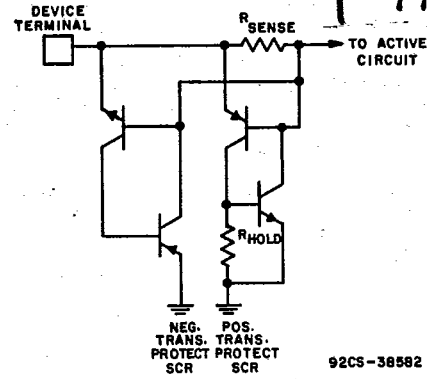 DEVICE
TERMINAL
RSENSE
TO ACTIVE
CIRCUIT
RHOLD
NEG.
TRANS.
PROTECT
SCR
POS.
TRANS.
PROTECT
SCR
92CS-38582